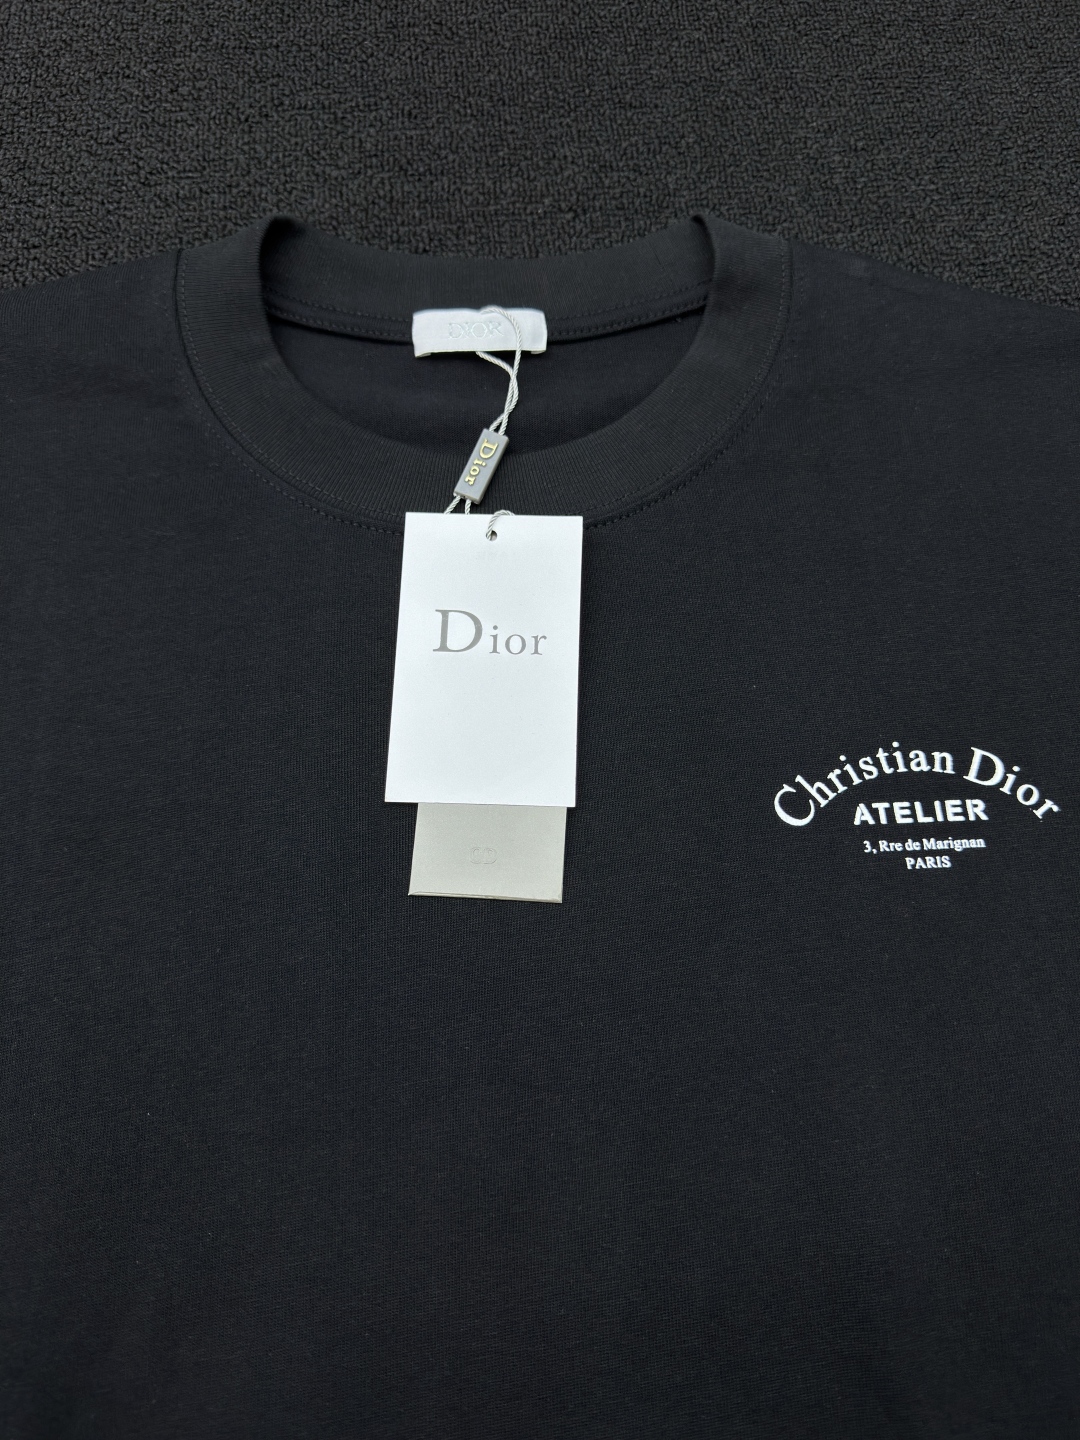 DIOR
Dior
Dior
Christian Dior
ATELIER
3, Rre de Marignan
PARIS